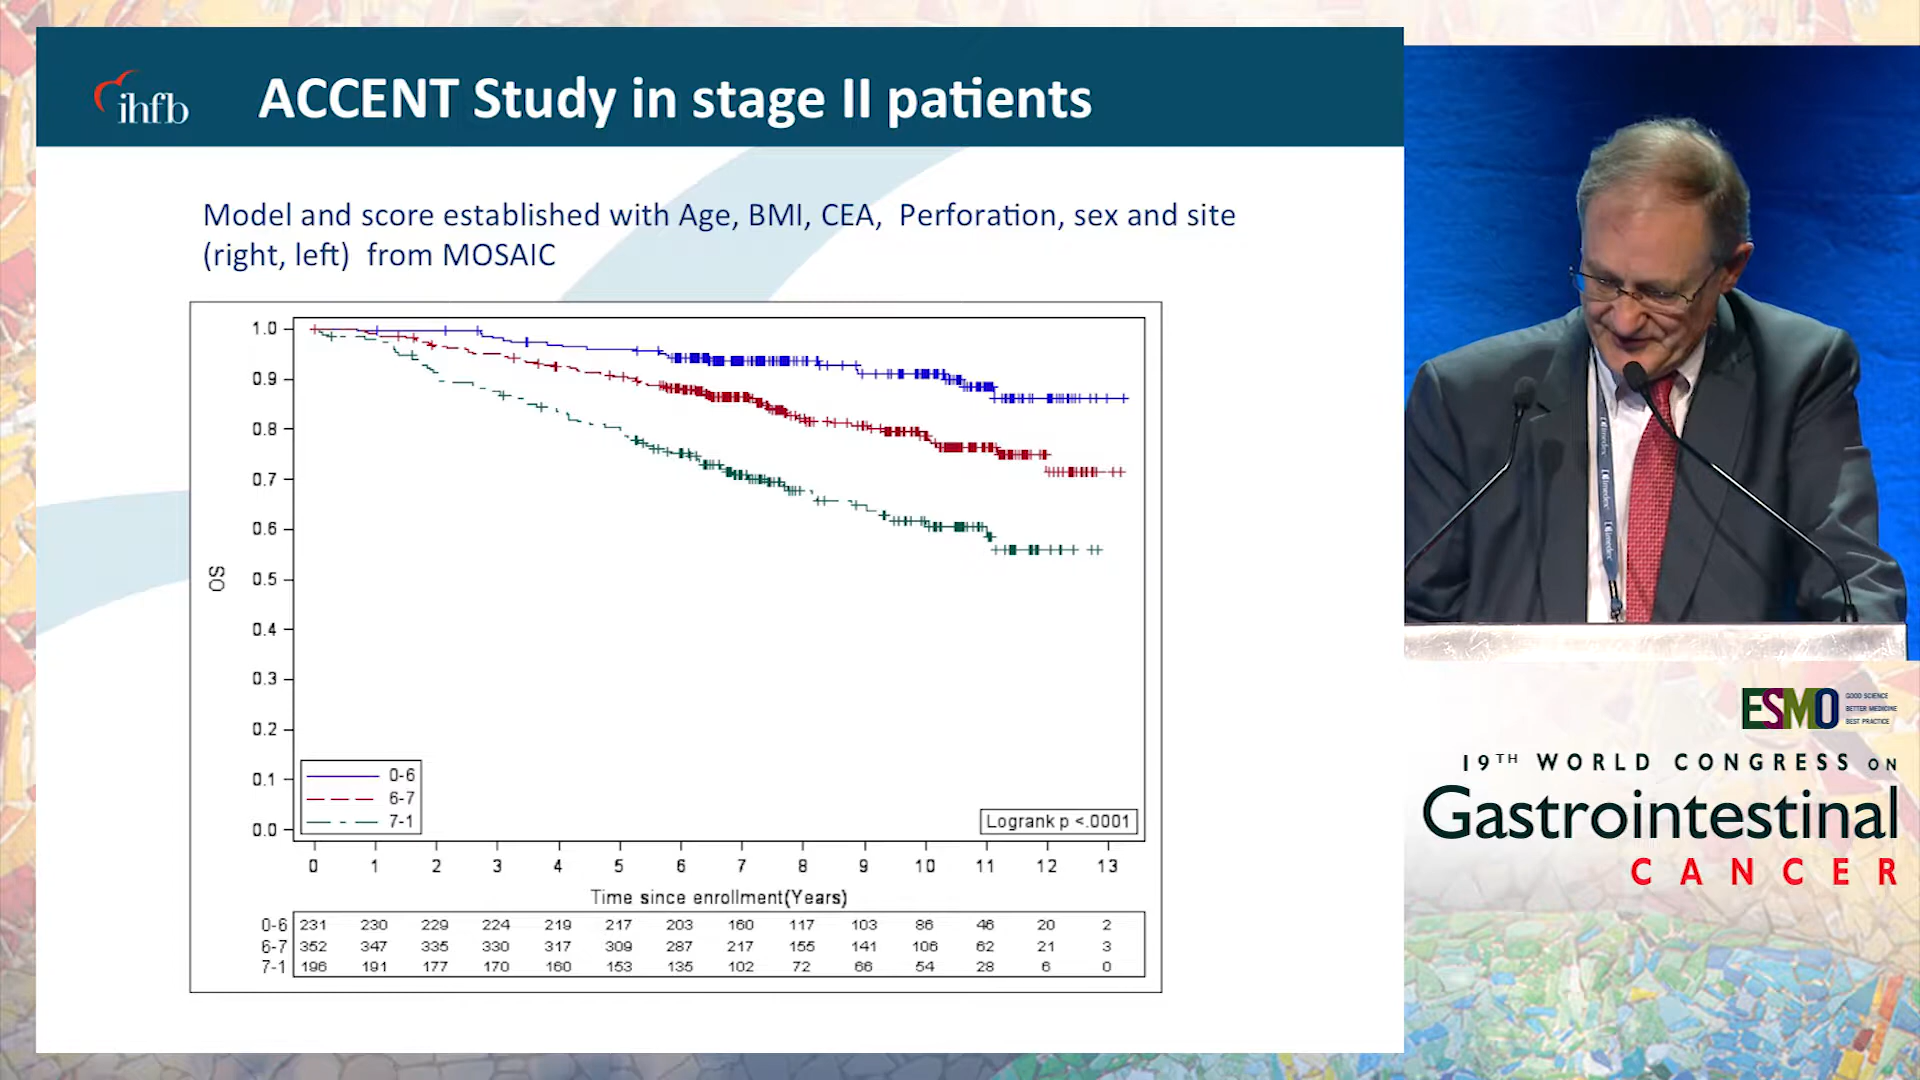 ihfb
ACCENT Study in stage II patients
Model and score established with Age, BMI, CEA, Perforation, sex and site
(right, left) from MOSAIC
1.0
0.9
0.8
0.7
0.6
0.5
0.4
0.3
0.2
0.1
0.0
OS
0-6
6-7
7-1
Logrank p <.0001
0 1 2 3 4 5 6 7 8 9 10 11 12 13
Time since enrollment(Years)
0-6 231 230 229 224 219 217 203 160 117 103 86 46 20 2
6-7 352 347 335 330 317 309 287 217 155 141 106 62 21 3
7-1 196 191 177 170 160 153 135 102 72 66 54 28 6 0
imedex
imedex
imedex
ESMO
GOOD SCIENCE
BETTER MEDICINE
BEST PRACTICE
19TH WORLD CONGRESS ON
Gastrointestinal
CANCER